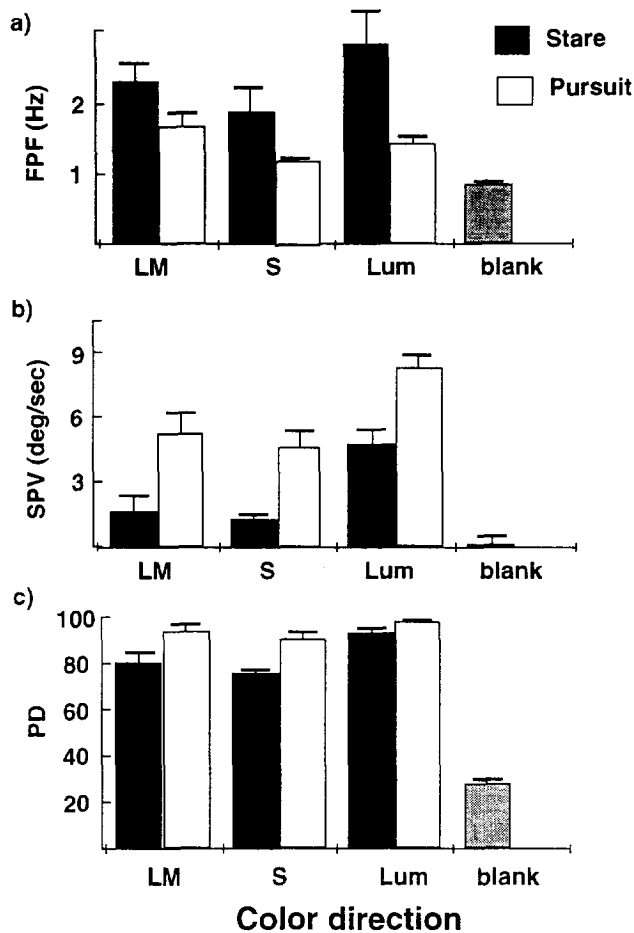 a)
Stare
Pursuit
FPF (Hz)
2
1
LM S Lum blank
b)
SPV (deg/sec)
9
6
3
LM S Lum blank
c)
PD
100
80
60
40
20
LM S Lum blank
Color direction